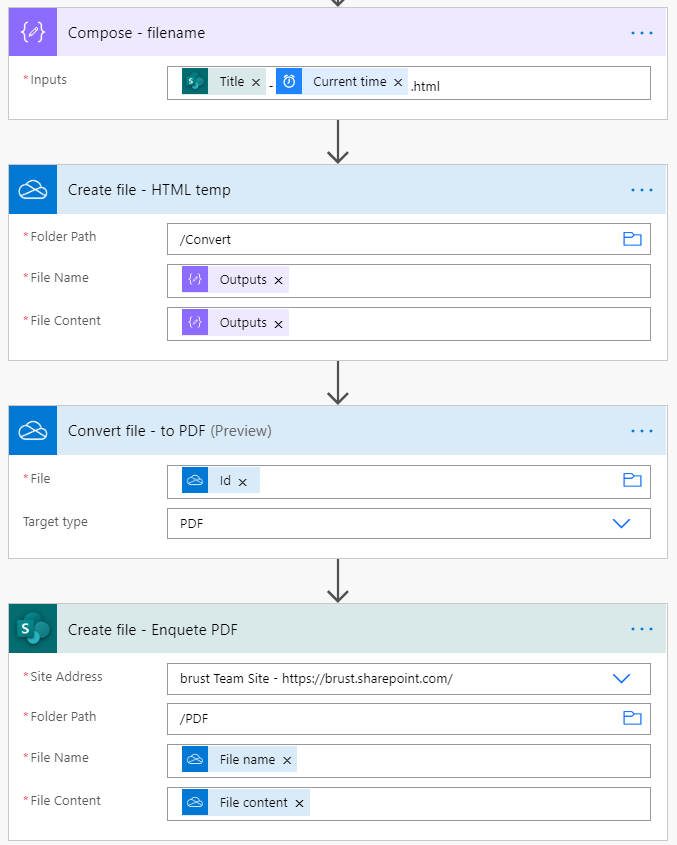 Compose - filename
* Inputs
Title × - Current time × .html
Create file - HTML temp
* Folder Path
/Convert
* File Name
Outputs ×
* File Content
Outputs ×
Convert file - to PDF (Preview)
* File
Id ×
Target type
PDF
S
Create file - Enquete PDF
* Site Address
brust Team Site - https://brust.sharepoint.com/
* Folder Path
/PDF
* File Name
File name ×
* File Content
File content ×